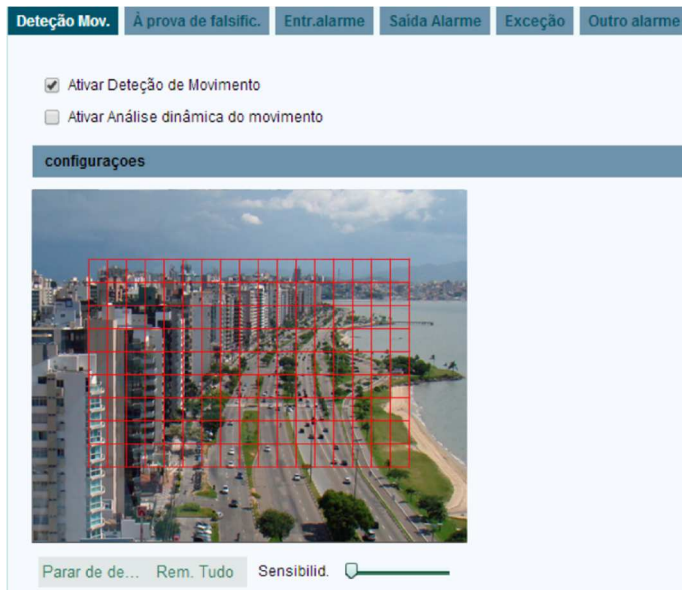 Deteção Mov. À prova de falsific. Entr.alarme Saída Alarme Exceção Outro alarme
Ativar Deteção de Movimento
Ativar Análise dinâmica do movimento
configuraçoes
Parar de de... Rem. Tudo Sensibilid.